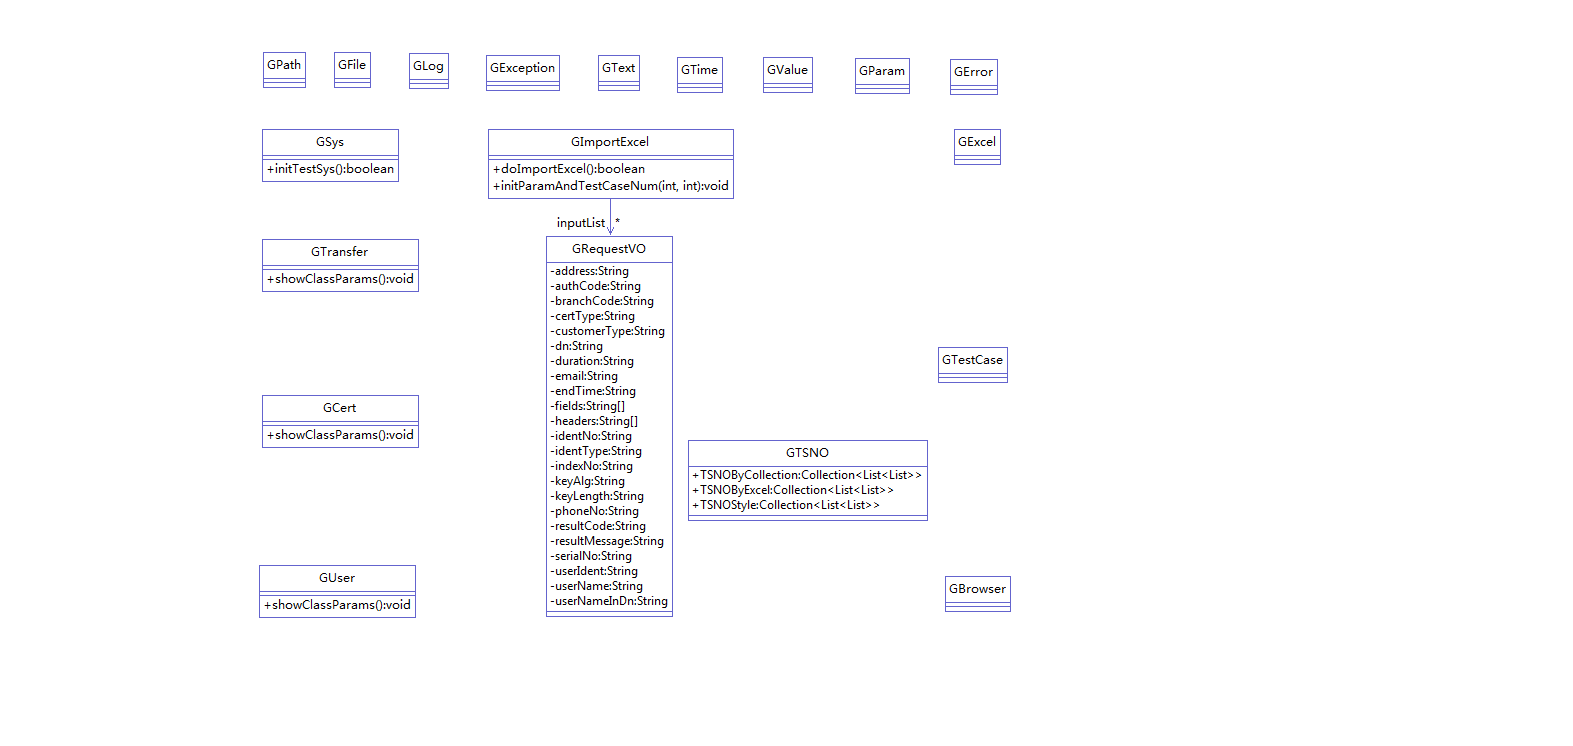 GPath
GFile
GLog
GException
GText
GTime
GValue
GParam
GError
GSys
+initTestSys():boolean
GImportExcel
+doImportExcel():boolean
+initParamAndTestCaseNum(int, int):void
GExcel
inputList *
GTransfer
+showClassParams():void
GRequestVO
-address:String
-authCode:String
-branchCode:String
-certType:String
-customerType:String
-dn:String
-duration:String
-email:String
-endTime:String
-fields:String[]
-headers:String[]
-identNo:String
-identType:String
-indexNo:String
-keyAlg:String
-keyLength:String
-phoneNo:String
-resultCode:String
-resultMessage:String
-serialNo:String
-userIdent:String
-userName:String
-userNameInDn:String
GTestCase
GCert
+showClassParams():void
GTSNO
+TSNOByCollection:Collection<List<List>>
+TSNOByExcel:Collection<List<List>>
+TSNOStyle:Collection<List<List>>
GUser
+showClassParams():void
GBrowser